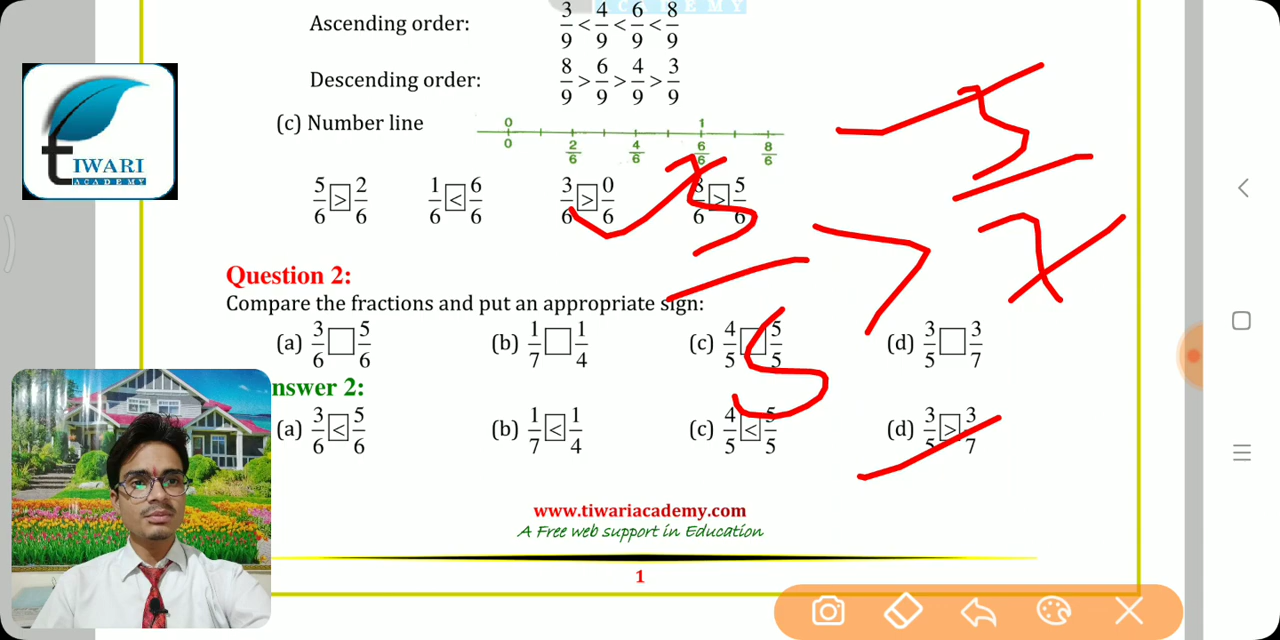 ACADEMY
Ascending order: 3/9 < 4/9 < 6/9 < 8/9
Descending order: 8/9 > 6/9 > 4/9 > 3/9
(c) Number line
0 1
0 2/6 4/6 6/6 8/6
5/6 > 2/6 1/6 < 6/6 3/6 > 0/6 8/6 > 5/6
tIWARI
ACADEMY
3/5 > 3/7
Question 2:
Compare the fractions and put an appropriate sign:
(a) 3/6 □ 5/6 (b) 1/7 □ 1/4 (c) 4/5 □ 5/5 (d) 3/5 □ 3/7
nswer 2:
(a) 3/6 < 5/6 (b) 1/7 < 1/4 (c) 4/5 < 5/5 (d) 3/5 > 3/7
www.tiwariacademy.com
A Free web support in Education
1